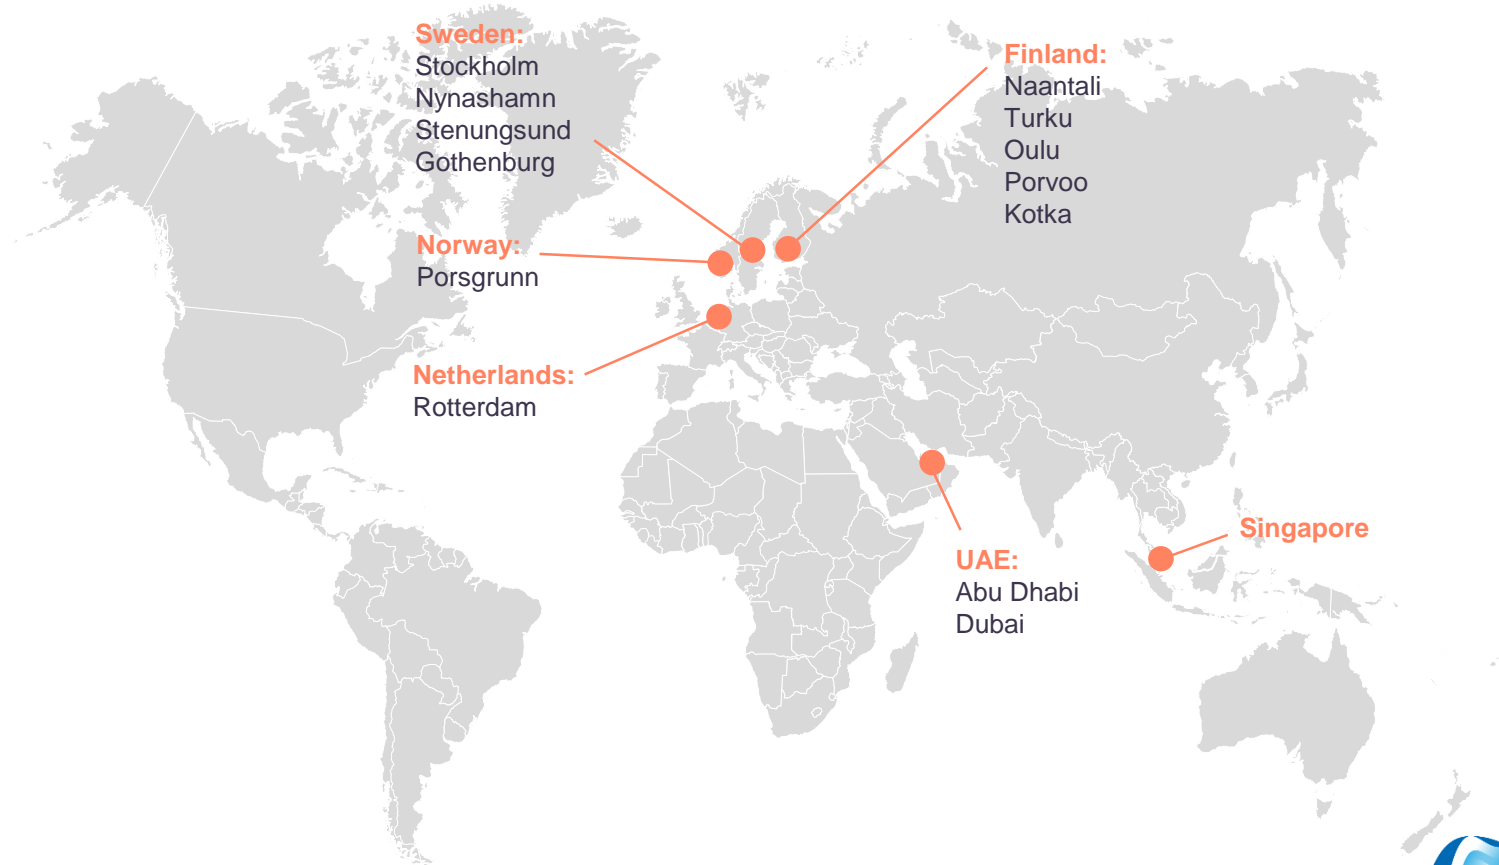 Sweden:
Stockholm
Nynashamn
Stenungsund
Gothenburg
Norway:
Porsgrunn
Netherlands:
Rotterdam
Finland:
Naantali
Turku
Oulu
Porvoo
Kotka
UAE:
Abu Dhabi
Dubai
Singapore